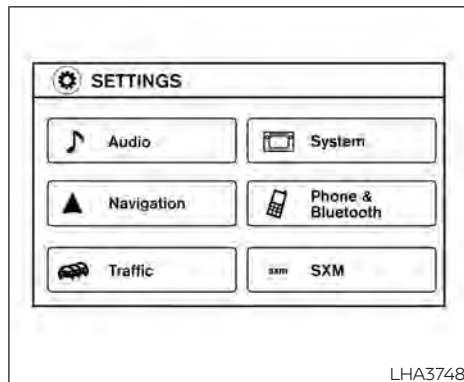 SETTINGS
Audio
System
Navigation
Phone &
Bluetooth
Traffic
sxm SXM
LHA3748